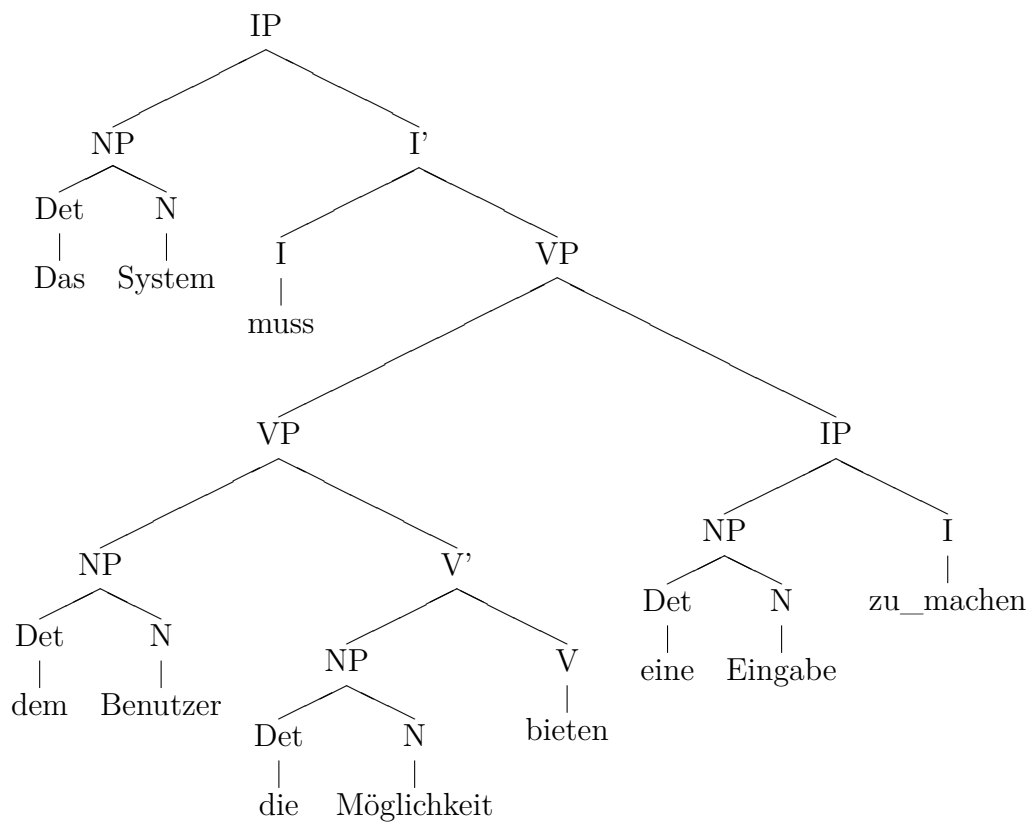 IP
NP I'
Det N
I VP
Das System
muss
VP IP
NP I
NP V'
Det N zu_machen
Det N
NP V
eine Eingabe
dem Benutzer
Det N bieten
die Möglichkeit